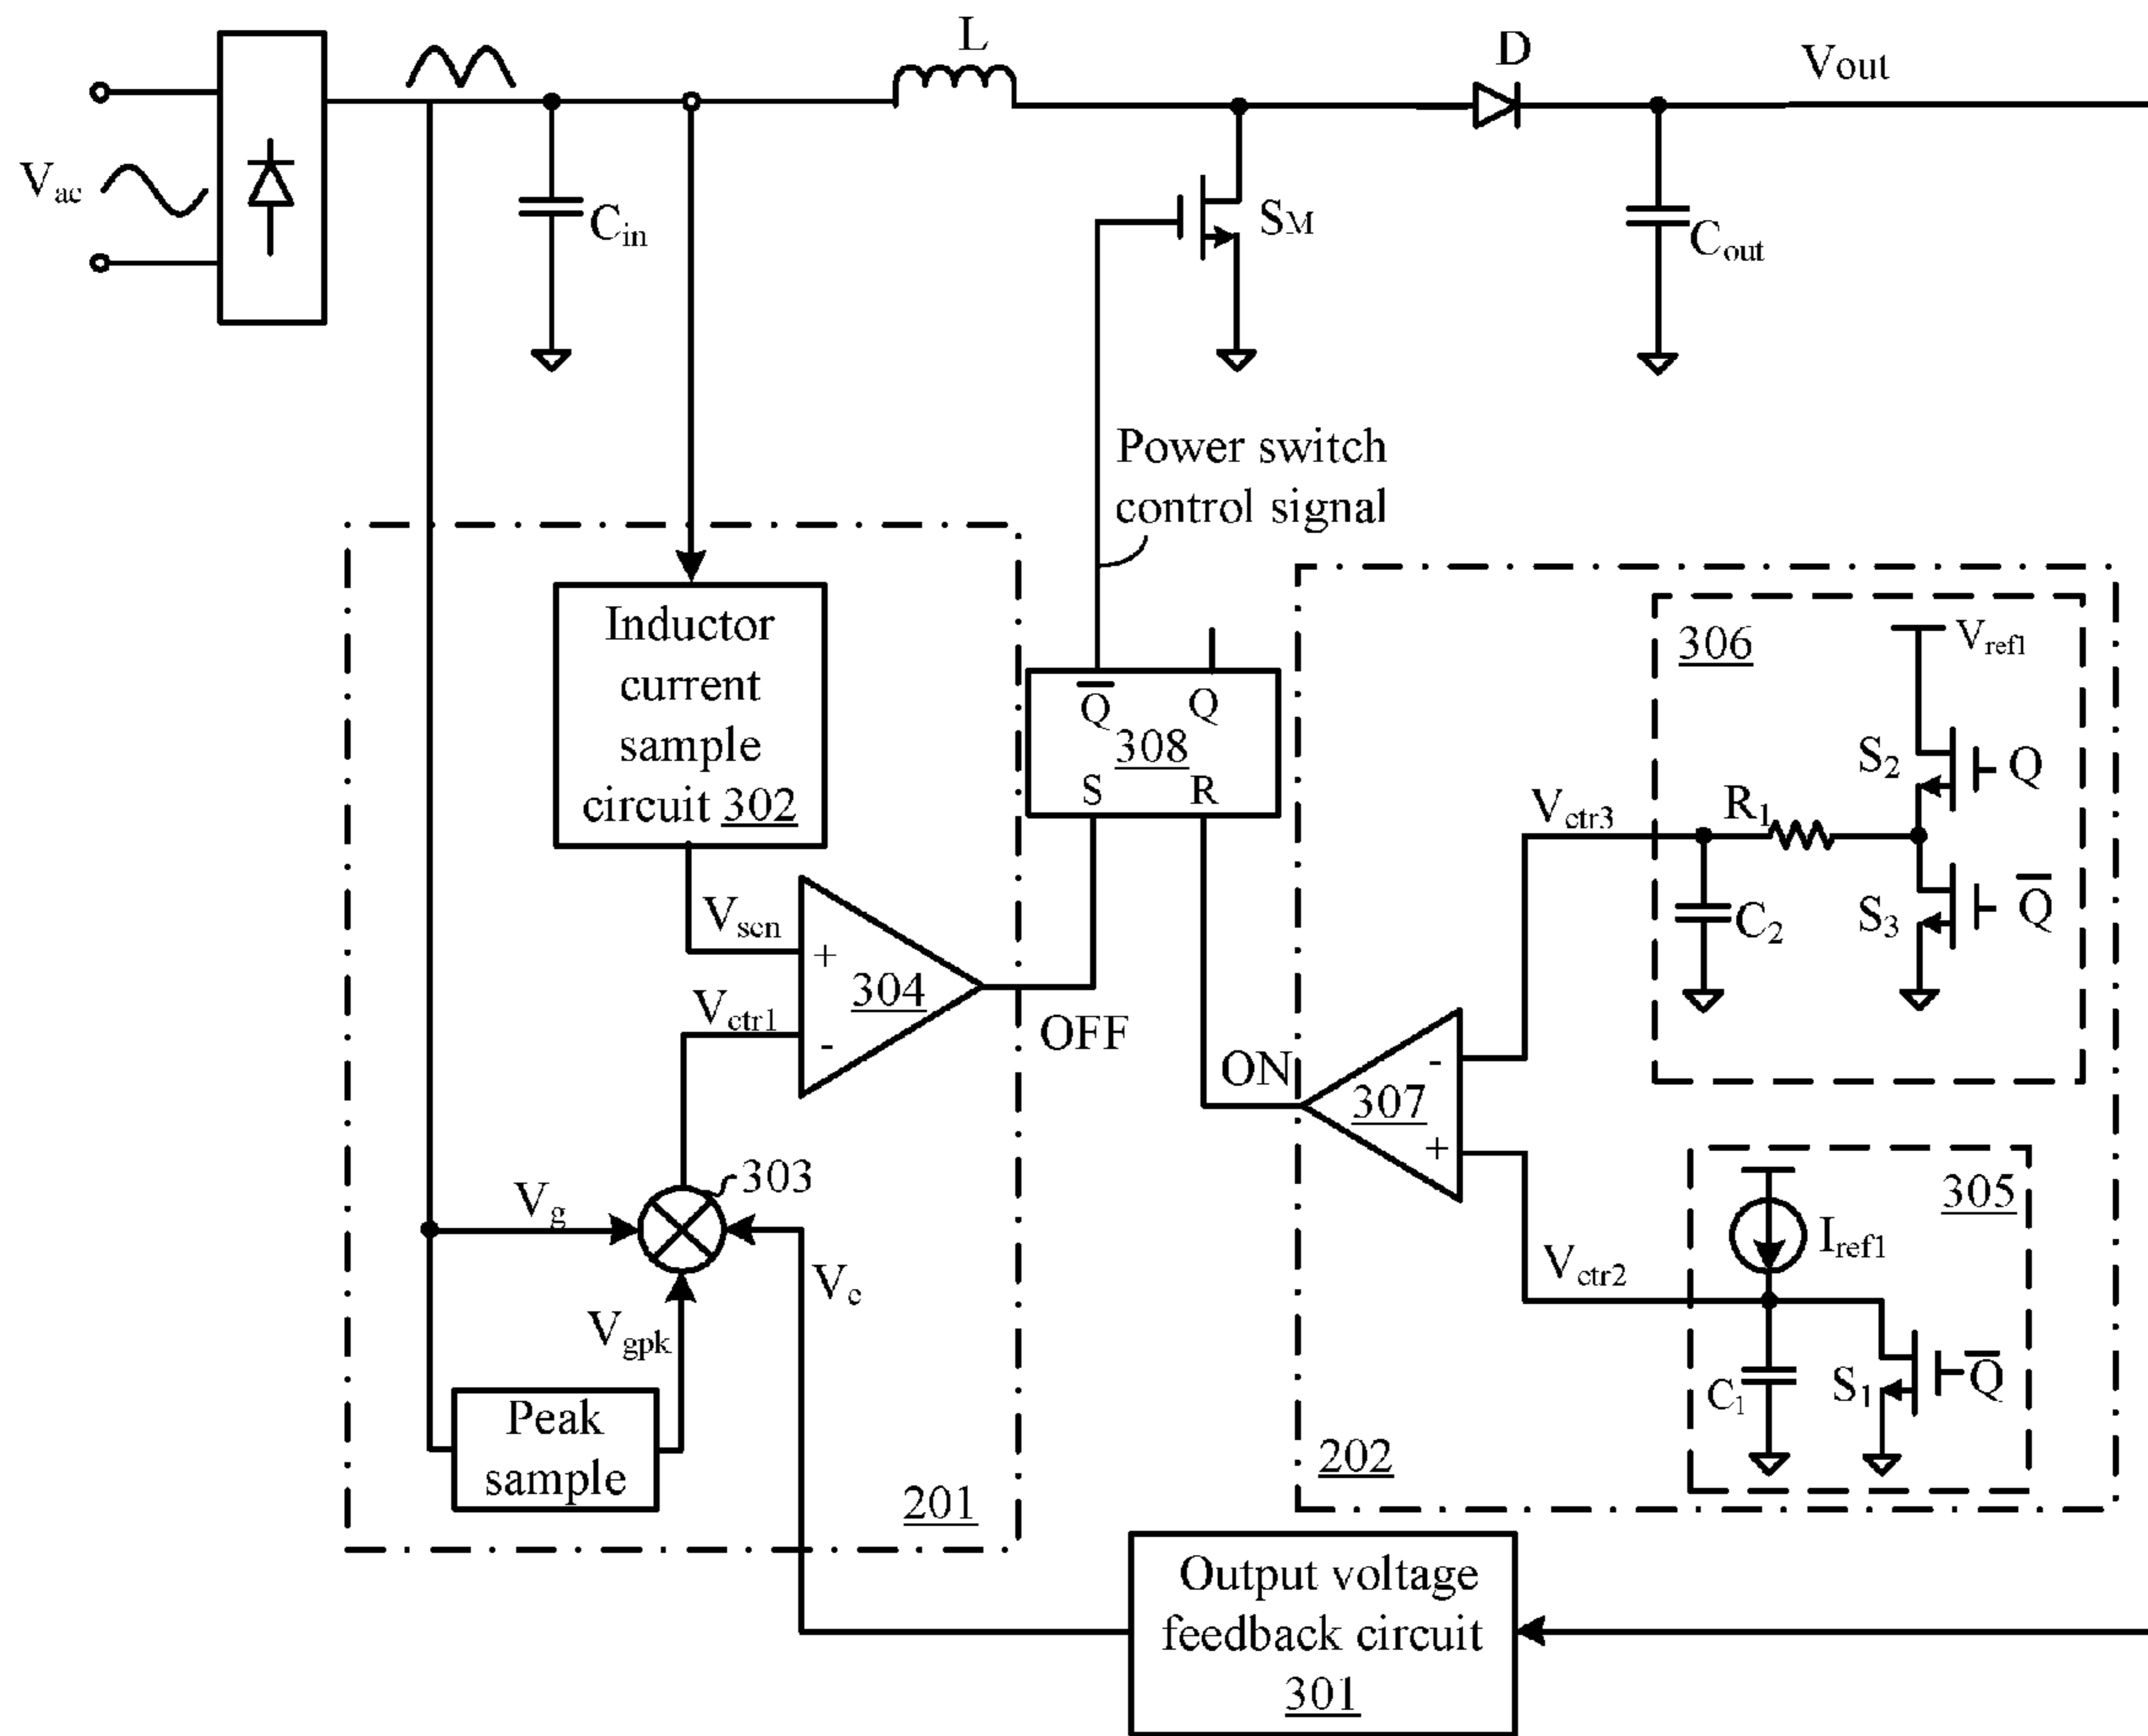 L
D
Vout
Vac
Cin
SM
Cout
Power switch
control signal
Inductor
current
sample
circuit 302
Q̅ Q
308
S R
306
Vref1
S2
Q
Vctr3
R1
C2
S3
Q̅
Vsen
+
304
Vctr1
-
OFF
ON
-
307
+
303
Vg
Vc
Vgpk
Peak
sample
201
305
Iref1
Vctr2
C1
S1
Q̅
202
Output voltage
feedback circuit
301